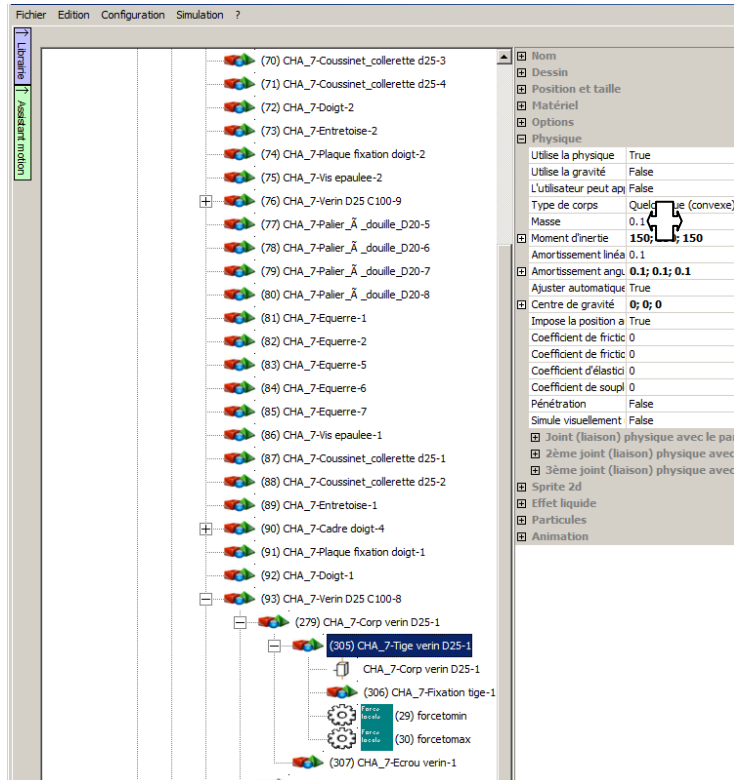 Fichier Edition Configuration Simulation ?
Librairie
Assistant motion
(70) CHA_7-Coussinet_collerette d25-3
(71) CHA_7-Coussinet_collerette d25-4
(72) CHA_7-Doigt-2
(73) CHA_7-Entretoise-2
(74) CHA_7-Plaque fixation doigt-2
(75) CHA_7-Vis epaulee-2
(76) CHA_7-Verin D25 C100-9
(77) CHA_7-Palier_Ã _douille_D20-5
(78) CHA_7-Palier_Ã _douille_D20-6
(79) CHA_7-Palier_Ã _douille_D20-7
(80) CHA_7-Palier_Ã _douille_D20-8
(81) CHA_7-Equerre-1
(82) CHA_7-Equerre-2
(83) CHA_7-Equerre-5
(84) CHA_7-Equerre-6
(85) CHA_7-Equerre-7
(86) CHA_7-Vis epaulee-1
(87) CHA_7-Coussinet_collerette d25-1
(88) CHA_7-Coussinet_collerette d25-2
(89) CHA_7-Entretoise-1
(90) CHA_7-Cadre doigt-4
(91) CHA_7-Plaque fixation doigt-1
(92) CHA_7-Doigt-1
(93) CHA_7-Verin D25 C100-8
(279) CHA_7-Corp verin D25-1
(305) CHA_7-Tige verin D25-1
CHA_7-Corp verin D25-1
(306) CHA_7-Fixation tige-1
Force locale (29) forcetomin
Force locale (30) forcetomax
(307) CHA_7-Ecrou verin-1
Nom
Dessin
Position et taille
Matériel
Options
Physique
Utilise la physique True
Utilise la gravité False
L'utilisateur peut app False
Type de corps (convexe)
Masse 0.1
Moment d'inertie 150; 150
Amortissement linéa 0.1
Amortissement angu 0.1; 0.1; 0.1
Ajuster automatique True
Centre de gravité 0; 0; 0
Impose la position a True
Coefficient de frictic 0
Coefficient de frictic 0
Coefficient d'élastici 0
Coefficient de soupl 0
Pénétration False
Simule visuellement False
Joint (liaison) physique avec le par
2ème joint (liaison) physique avec
3ème joint (liaison) physique avec
Sprite 2d
Effet liquide
Particules
Animation